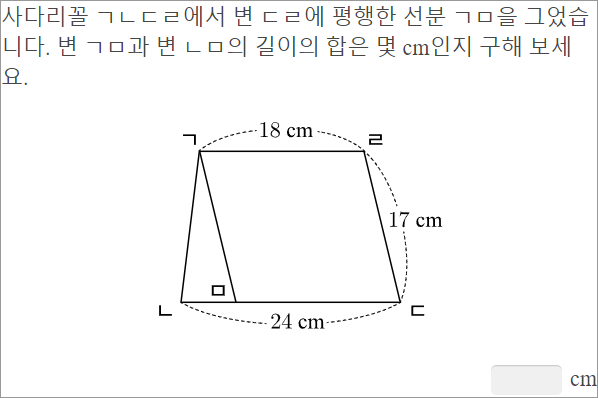 사다리꼴 ㄱㄴㄷㄹ에서 변 ㄷㄹ에 평행한 선분 ㄱㅁ을 그었습
니다. 변 ㄱㅁ과 변 ㄴㅁ의 길이의 합은 몇 cm인지 구해 보세
요.
18 cm
ㄱ
ㄹ
17 cm
ㅁ
ㄴ
ㄷ
24 cm
cm